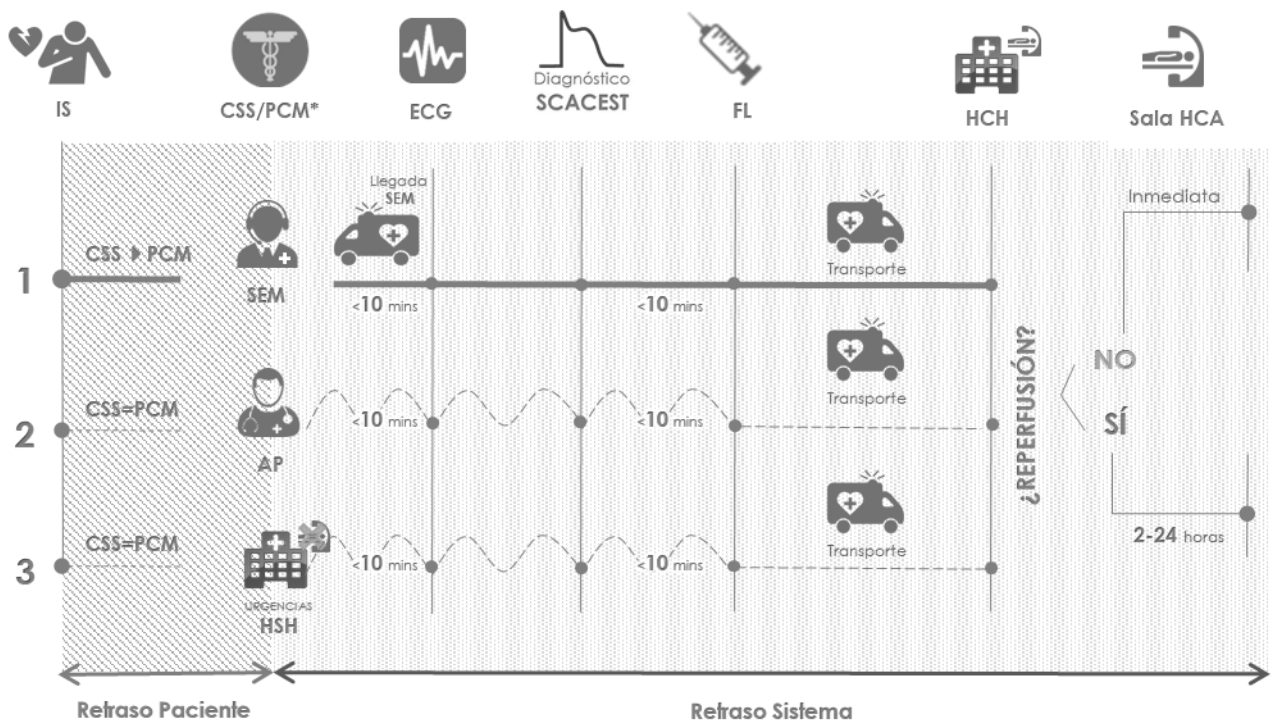 IS
CSS/PCM*
ECG
Diagnóstico
SCACEST
FL
HCH
Sala HCA
Llegada
SEM
Inmediata
1
CSS PCM
SEM
<10 mins
<10 mins
Transporte
¿REPERFUSIÓN?
NO
SÍ
2
CSS=PCM
AP
<10 mins
<10 mins
Transporte
3
CSS=PCM
URGENCIAS
HSH
<10 mins
<10 mins
Transporte
2-24 horas
Retraso Paciente
Retraso Sistema